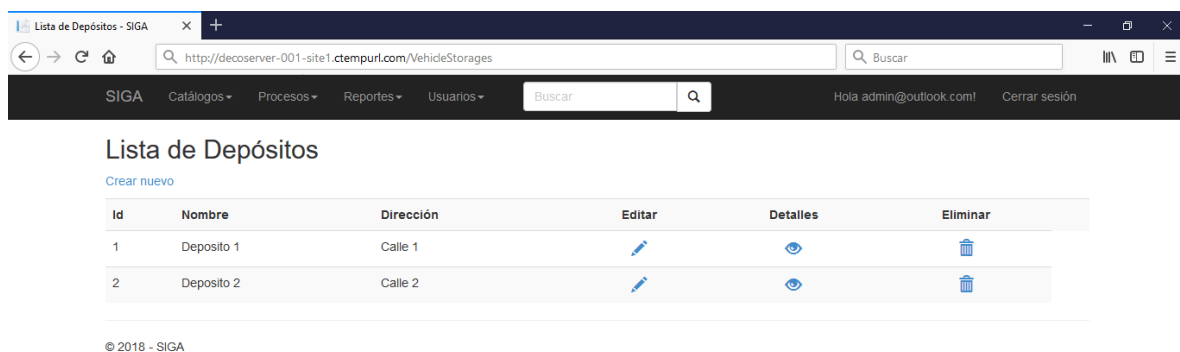 Lista de Depósitos - SIGA
http://decoserver-001-site1.ctempurl.com/VehicleStorages
Buscar
SIGA Catálogos Procesos Reportes Usuarios Buscar Hola admin@outlook.com! Cerrar sesión
Lista de Depósitos
Crear nuevo
Id Nombre Dirección Editar Detalles Eliminar
1 Deposito 1 Calle 1
2 Deposito 2 Calle 2
© 2018 - SIGA